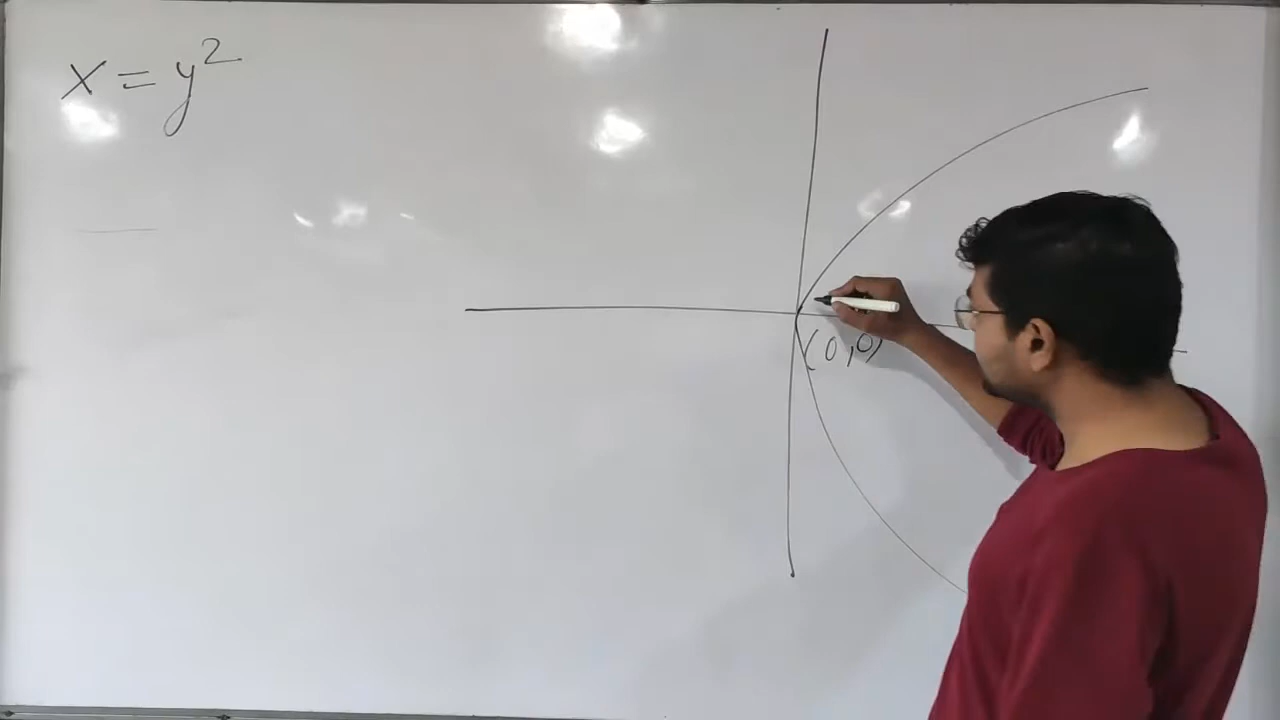 x = y²
(0,0)